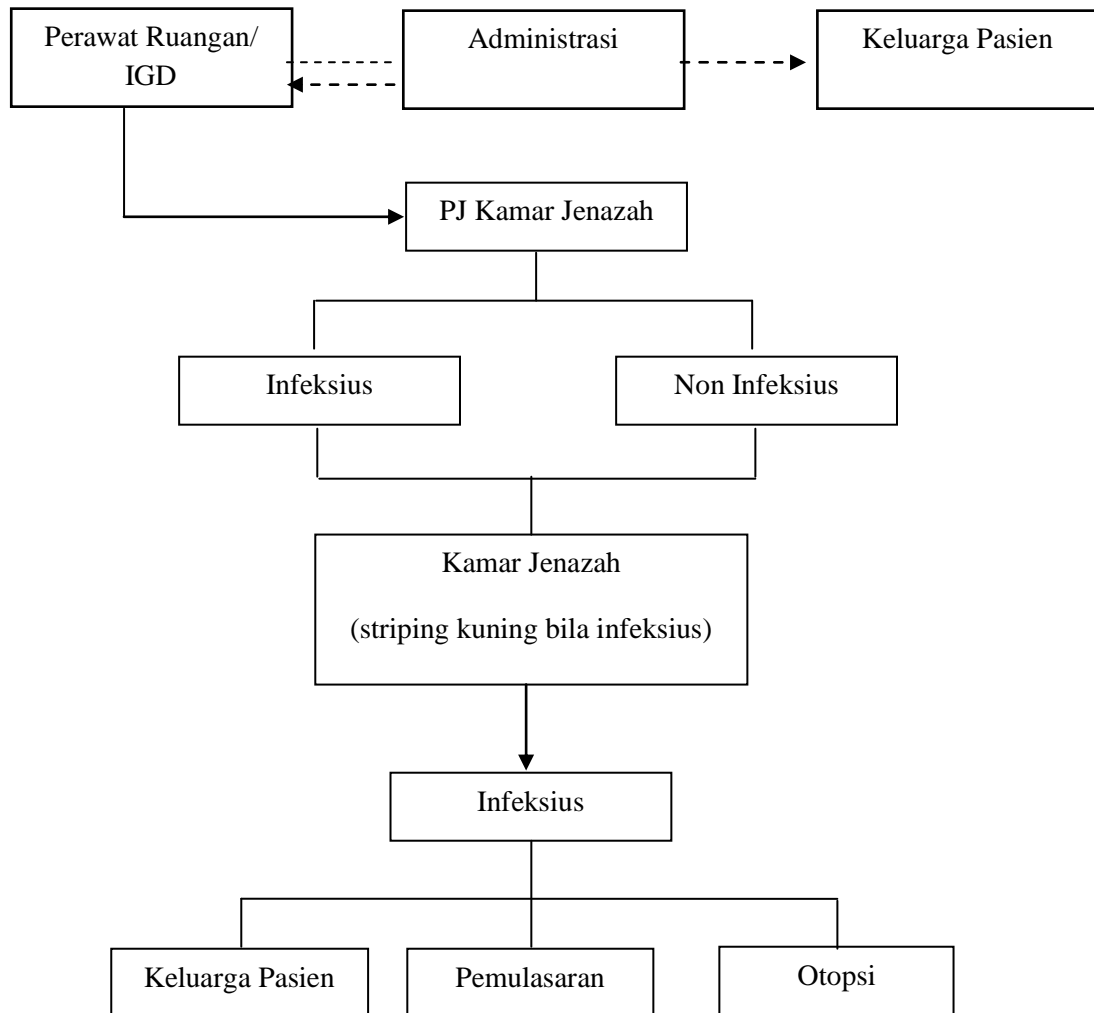 Perawat Ruangan/
IGD
Administrasi
Keluarga Pasien
PJ Kamar Jenazah
Infeksius
Non Infeksius
Kamar Jenazah
(striping kuning bila infeksius)
Infeksius
Keluarga Pasien
Pemulasaran
Otopsi